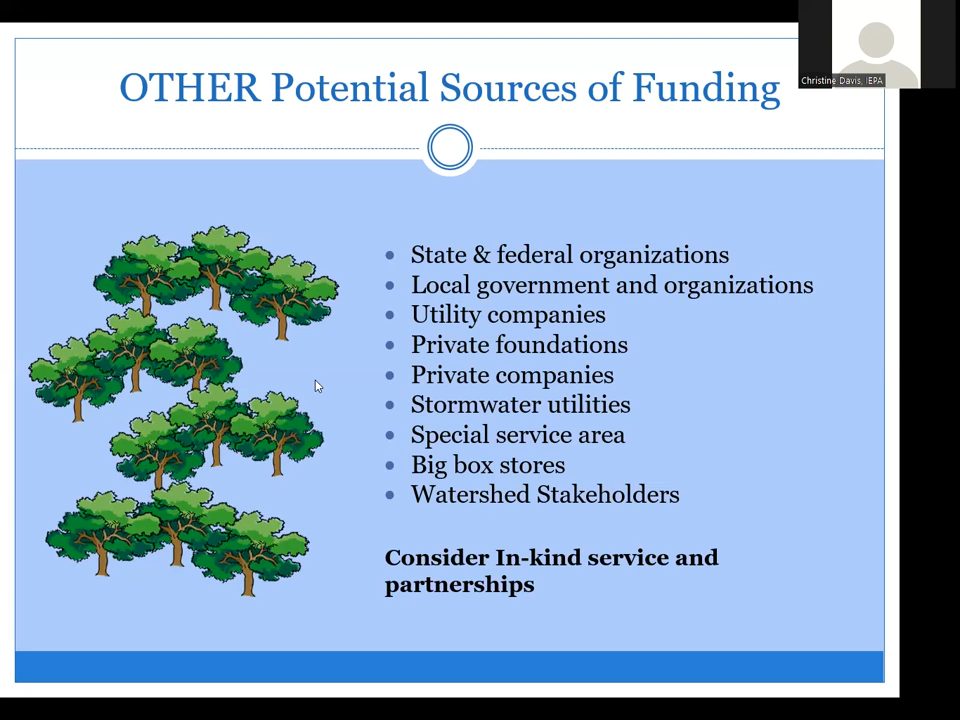 OTHER Potential Sources of Funding
Christine Davis, IEPA
State & federal organizations
Local government and organizations
Utility companies
Private foundations
Private companies
Stormwater utilities
Special service area
Big box stores
Watershed Stakeholders
Consider In-kind service and
partnerships